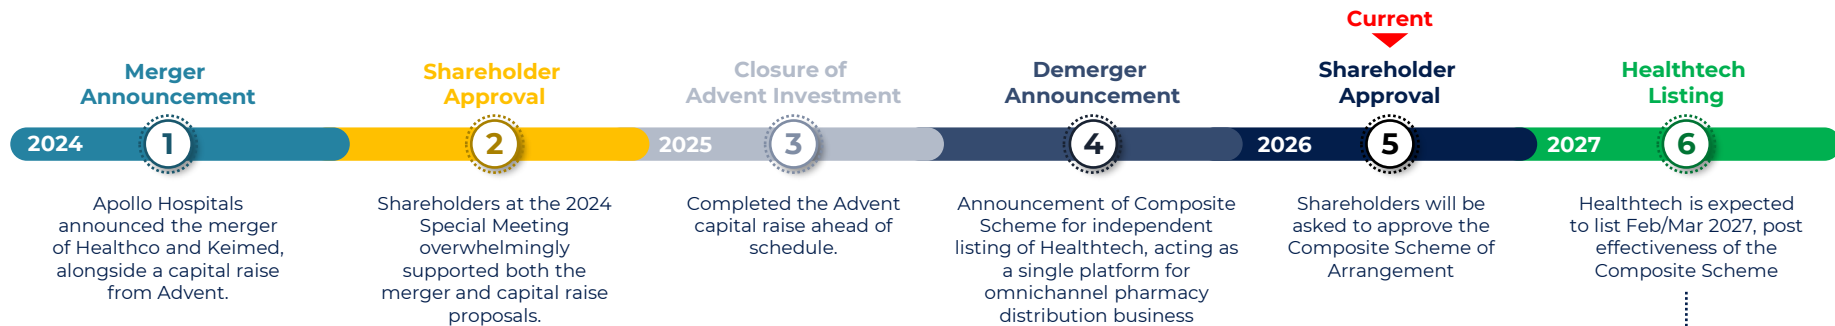 Current
Merger
Announcement
2024
1
Apollo Hospitals
announced the merger
of Healthco and Keimed,
alongside a capital raise
from Advent.
Shareholder
Approval
2
Shareholders at the 2024
Special Meeting
overwhelmingly
supported both the
merger and capital raise
proposals.
Closure of
Advent Investment
2025
3
Completed the Advent
capital raise ahead of
schedule.
Demerger
Announcement
4
Announcement of Composite
Scheme for independent
listing of Healthtech, acting as
a single platform for
omnichannel pharmacy
distribution business
Shareholder
Approval
2026
5
Shareholders will be
asked to approve the
Composite Scheme of
Arrangement
Healthtech
Listing
2027
6
Healthtech is expected
to list Feb/Mar 2027, post
effectiveness of the
Composite Scheme